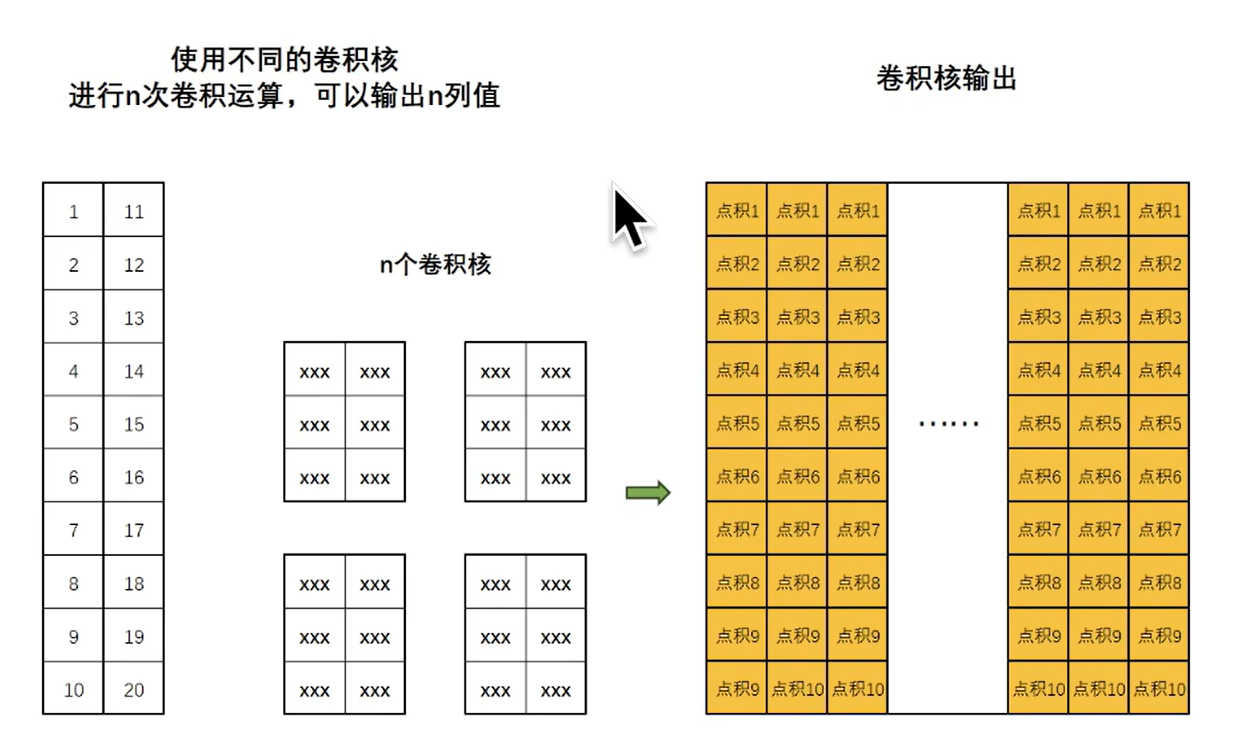 使用不同的卷积核
进行n次卷积运算，可以输出n列值
卷积核输出
n个卷积核
1 11
2 12
3 13
4 14
5 15
6 16
7 17
8 18
9 19
10 20
xxx xxx xxx xxx
xxx xxx xxx xxx
xxx xxx xxx xxx
xxx xxx xxx xxx
xxx xxx xxx xxx
xxx xxx xxx xxx
点积1 点积1 点积1 点积1 点积1 点积1
点积2 点积2 点积2 点积2 点积2 点积2
点积3 点积3 点积3 点积3 点积3 点积3
点积4 点积4 点积4 点积4 点积4 点积4
点积5 点积5 点积5 …… 点积5 点积5 点积5
点积6 点积6 点积6 点积6 点积6 点积6
点积7 点积7 点积7 点积7 点积7 点积7
点积8 点积8 点积8 点积8 点积8 点积8
点积9 点积9 点积9 点积9 点积9 点积9
点积9 点积10 点积10 点积10 点积10 点积10